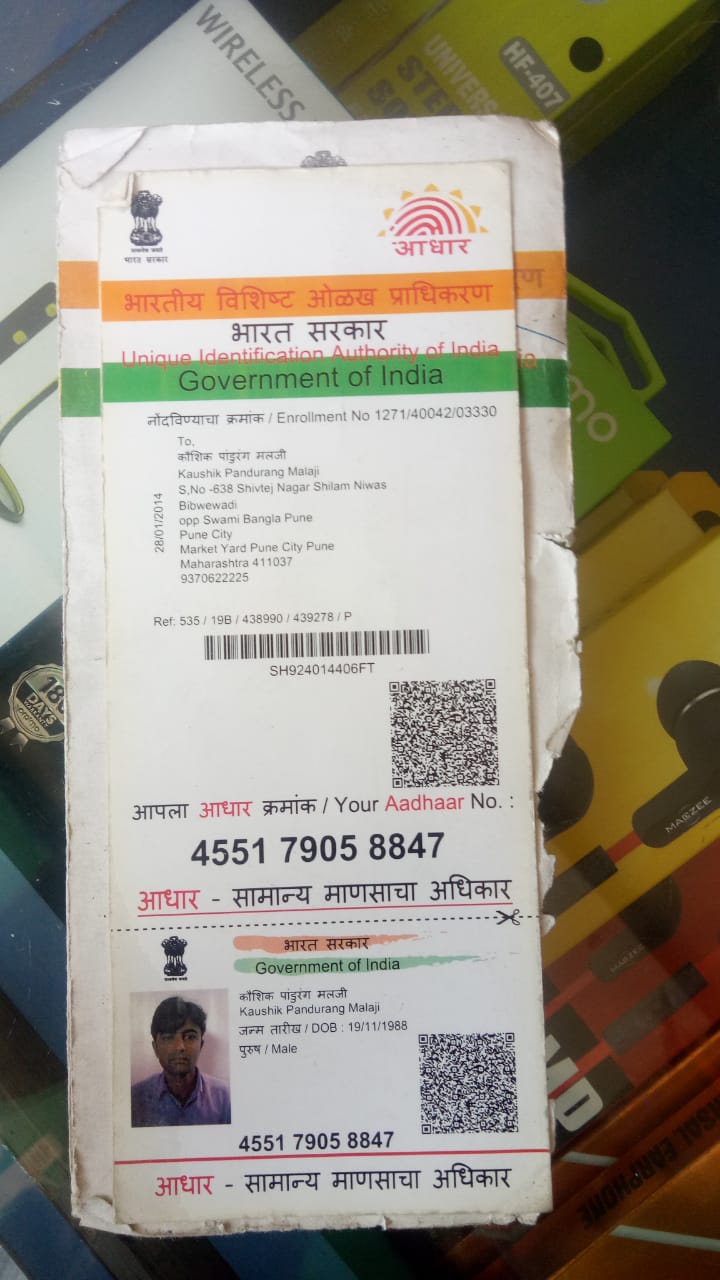 WIRELESS
HF-407
UNIVERS
भारत सरकार
आधार
भारतीय विशिष्ट ओळख प्राधिकरण
भारत सरकार
Unique Identification Authority of India
Government of India
नोंदविण्याचा क्रमांक / Enrollment No 1271/40042/03330
To,
कौशिक पांडुरंग मलजी
Kaushik Pandurang Malaji
S,No -638 Shivtej Nagar Shilam Niwas
Bibwewadi
opp Swami Bangla Pune
Pune City
Market Yard Pune City Pune
Maharashtra 411037
9370622225
28/01/2014
Ref: 535 / 19B / 438990 / 439278 / P
SH924014406FT
आपला आधार क्रमांक / Your Aadhaar No. :
4551 7905 8847
आधार - सामान्य माणसाचा अधिकार
भारत सरकार
Government of India
कौशिक पांडुरंग मलजी
Kaushik Pandurang Malaji
जन्म तारीख / DOB : 19/11/1988
पुरुष / Male
4551 7905 8847
आधार - सामान्य माणसाचा अधिकार
DAYS
MABZEE
MABZEE
EARPHONE